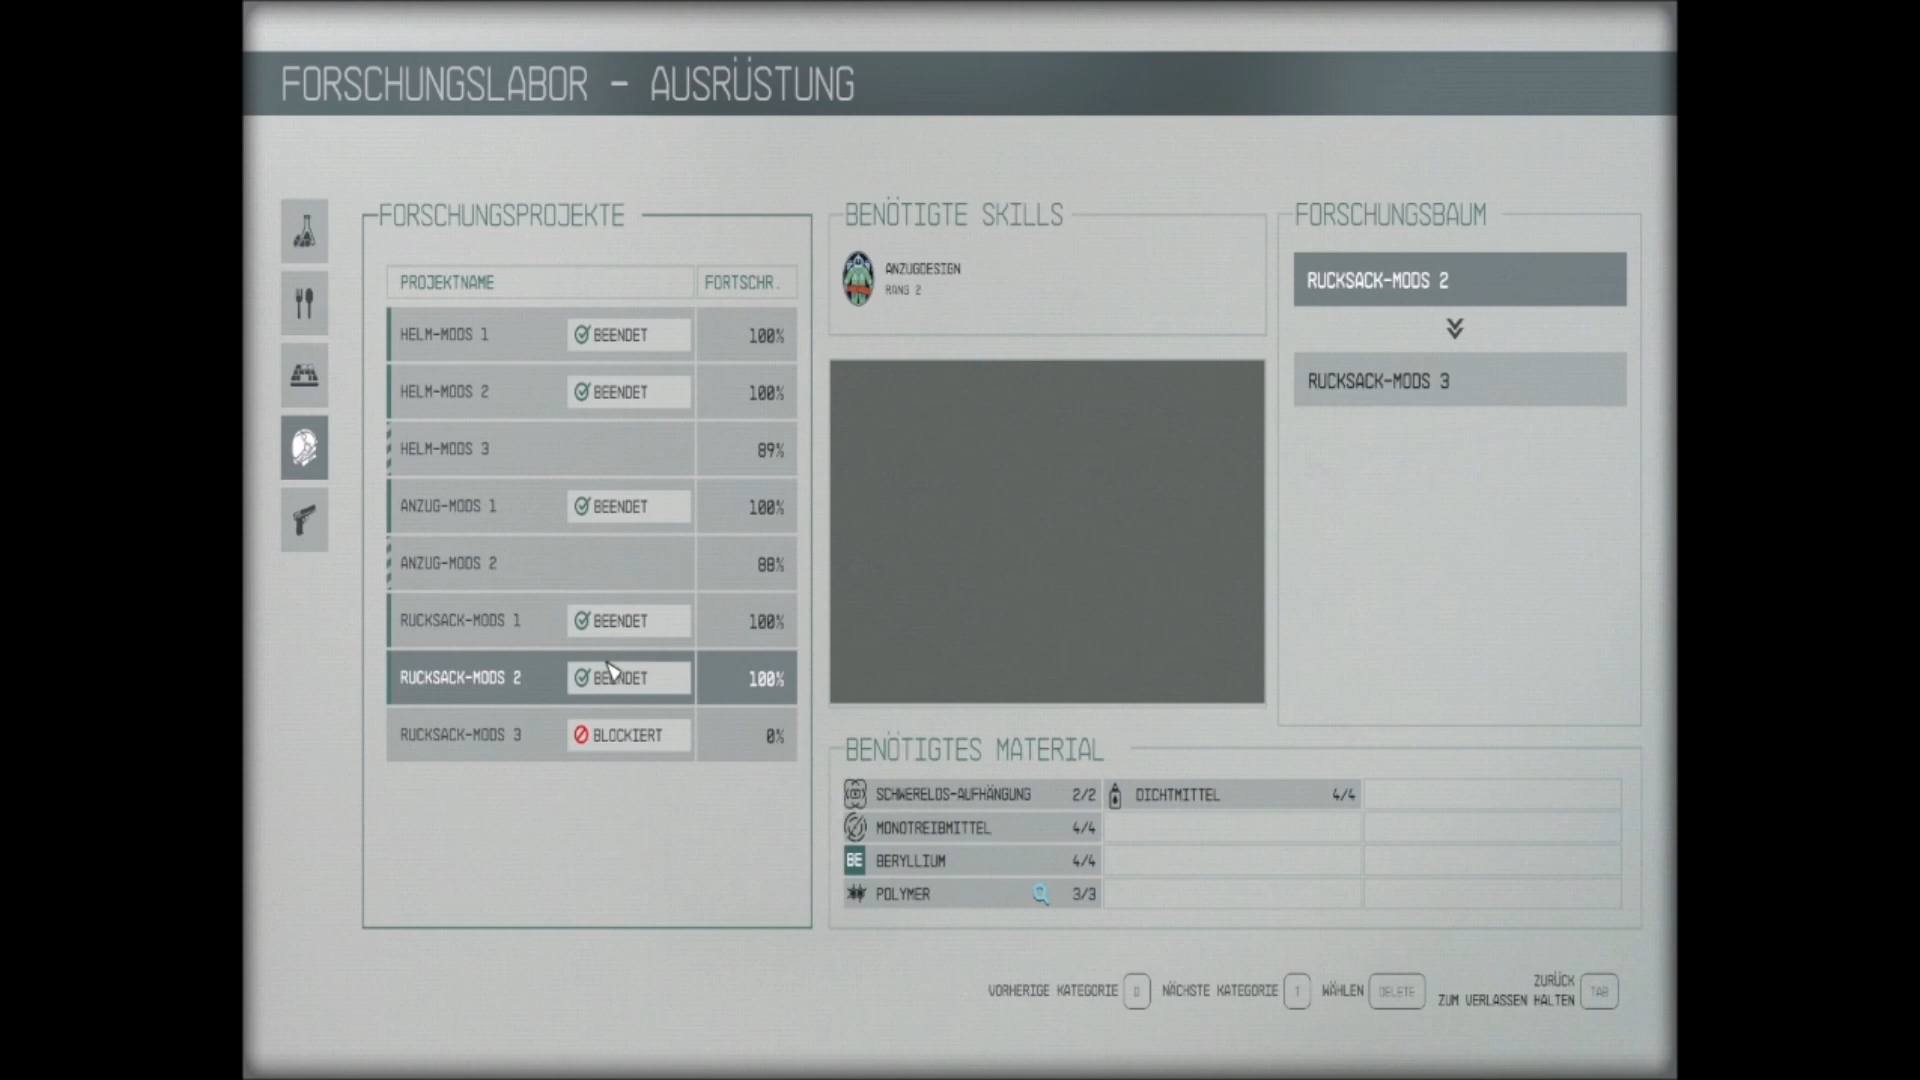 FORSCHUNGSLABOR - AUSRÜSTUNG
FORSCHUNGSPROJEKTE
PROJEKTNAME FORTSCHR.
HELM-MODS 1 BEENDET 100%
HELM-MODS 2 BEENDET 100%
HELM-MODS 3 89%
ANZUG-MODS 1 BEENDET 100%
ANZUG-MODS 2 88%
RUCKSACK-MODS 1 BEENDET 100%
RUCKSACK-MODS 2 BEENDET 100%
RUCKSACK-MODS 3 BLOCKIERT 0%
BENÖTIGTE SKILLS
ANZUGDESIGN
RANG 2
FORSCHUNGSBAUM
RUCKSACK-MODS 2
RUCKSACK-MODS 3
BENÖTIGTES MATERIAL
SCHWERELOS-AUFHÄNGUNG 2/2 DICHTMITTEL 4/4
MONOTREIBMITTEL 4/4
BE BERYLLIUM 4/4
POLYMER 3/3
VORHERIGE KATEGORIE NÄCHSTE KATEGORIE T WÄHLEN DELETE ZURÜCK
ZUM VERLASSEN HALTEN TAB